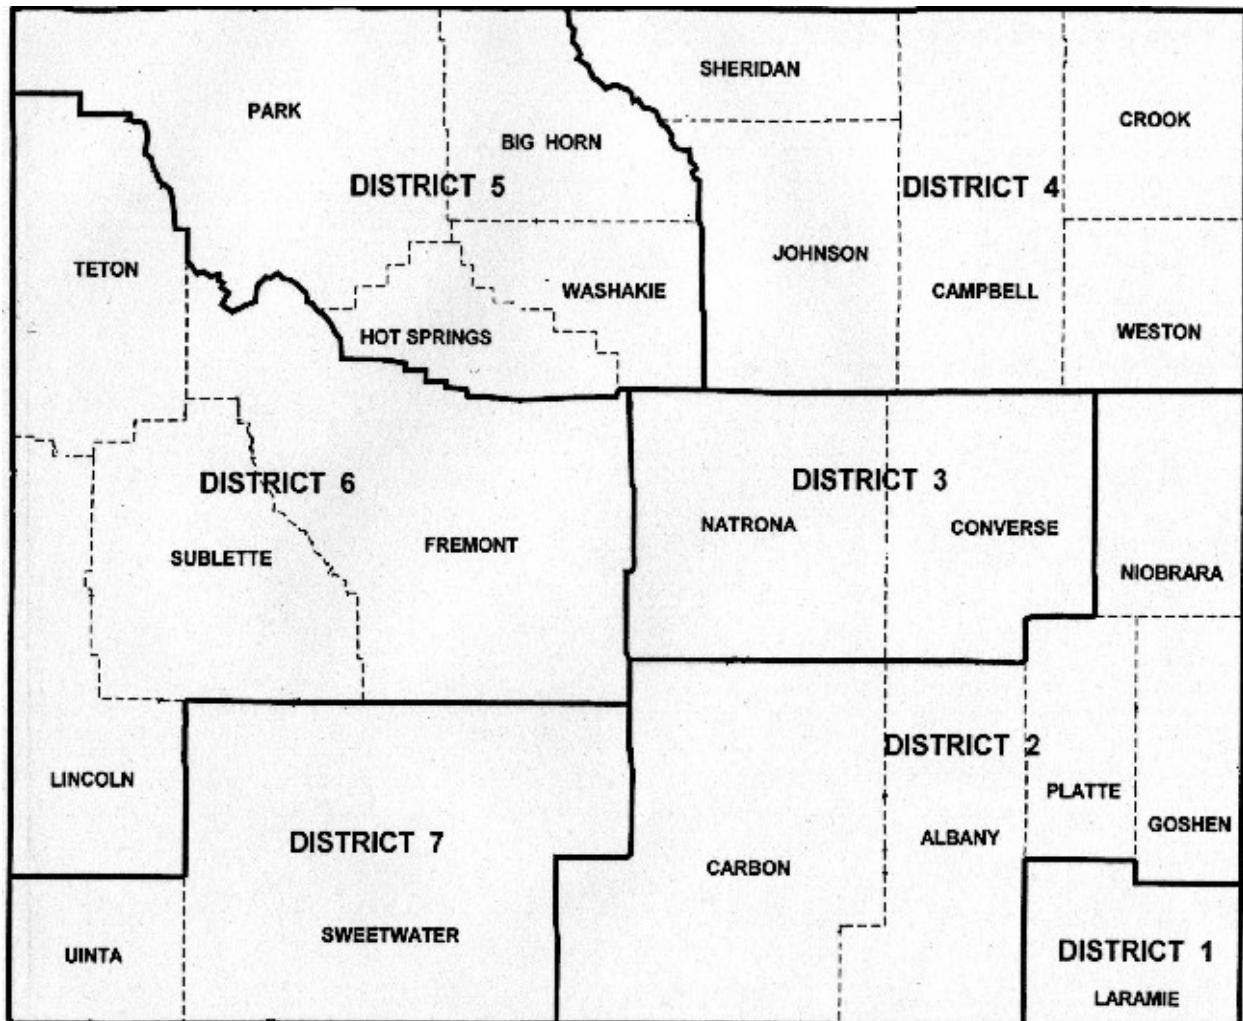 SHERIDAN
PARK
CROOK
BIG HORN
DISTRICT 5
DISTRICT 4
JOHNSON
TETON
WASHAKIE
CAMPBELL
HOT SPRINGS
WESTON
DISTRICT 6
DISTRICT 3
NATRONA
CONVERSE
SUBLETTE
FREMONT
NIOBRARA
DISTRICT 2
LINCOLN
PLATTE
GOSHEN
DISTRICT 7
ALBANY
CARBON
SWEETWATER
UINTA
DISTRICT 1
LARAMIE